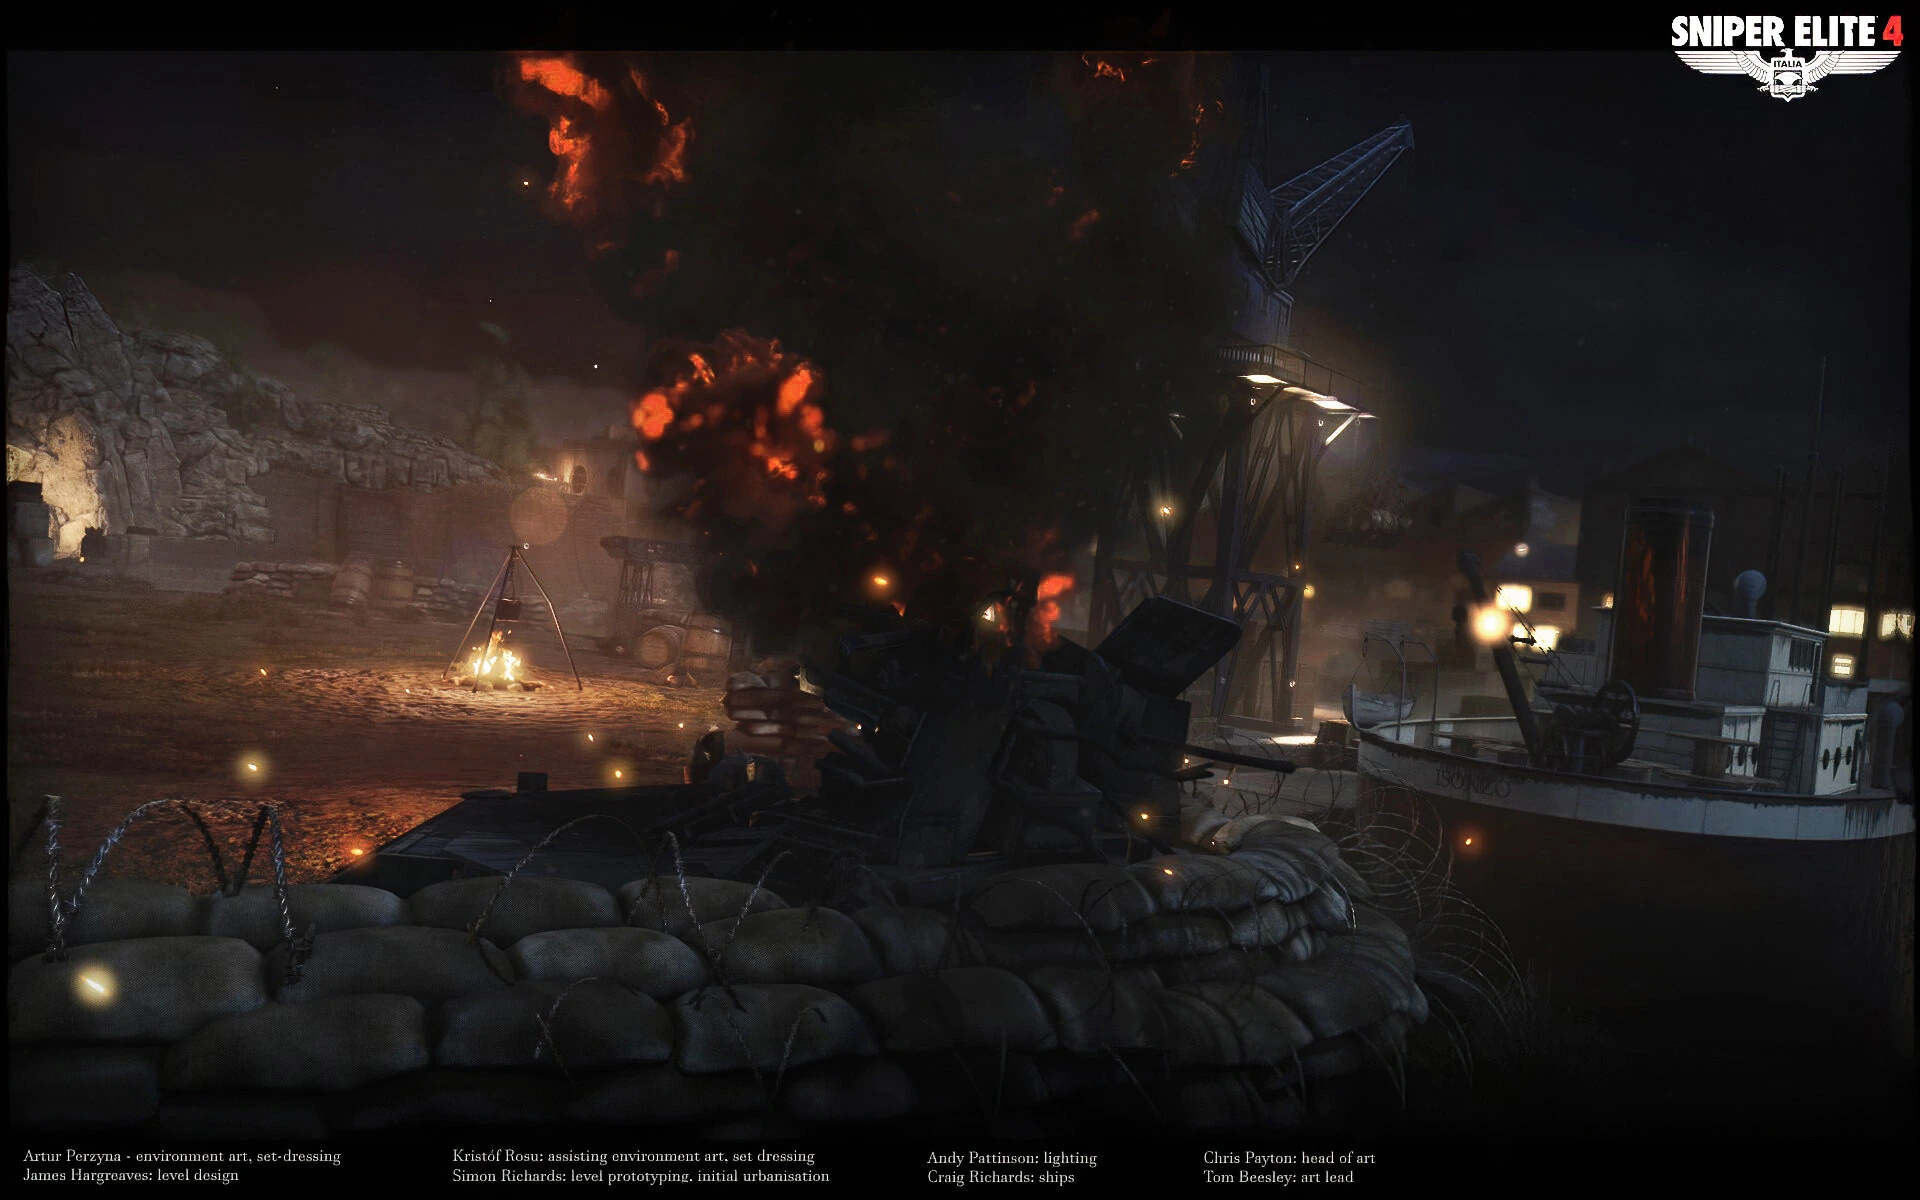 SNIPER ELITE 4
ITALIA
ISONZO
Artur Perzyna - environment art, set-dressing
James Hargreaves: level design
Kristóf Rosu: assisting environment art, set dressing
Simon Richards: level prototyping. initial urbanisation
Andy Pattinson: lighting
Craig Richards: ships
Chris Payton: head of art
Tom Beesley: art lead